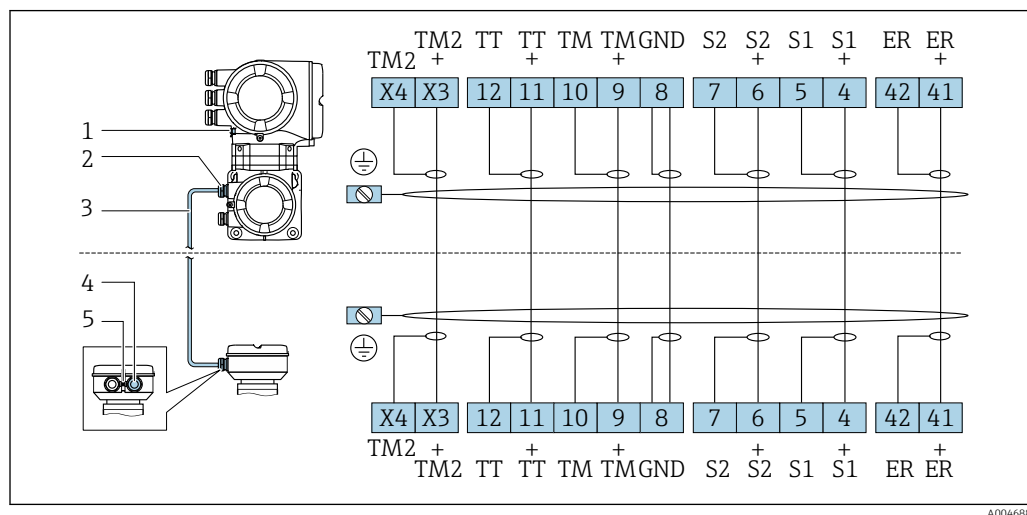 TM2 TT TT TM TM GND S2 S2 S1 S1 ER ER
TM2 + + + + + +
X4 X3 12 11 10 9 8 7 6 5 4 42 41
1
2
3
4
5
X4 X3 12 11 10 9 8 7 6 5 4 42 41
TM2 + + + + + +
TM2 TT TT TM TM GND S2 S2 S1 S1 ER ER